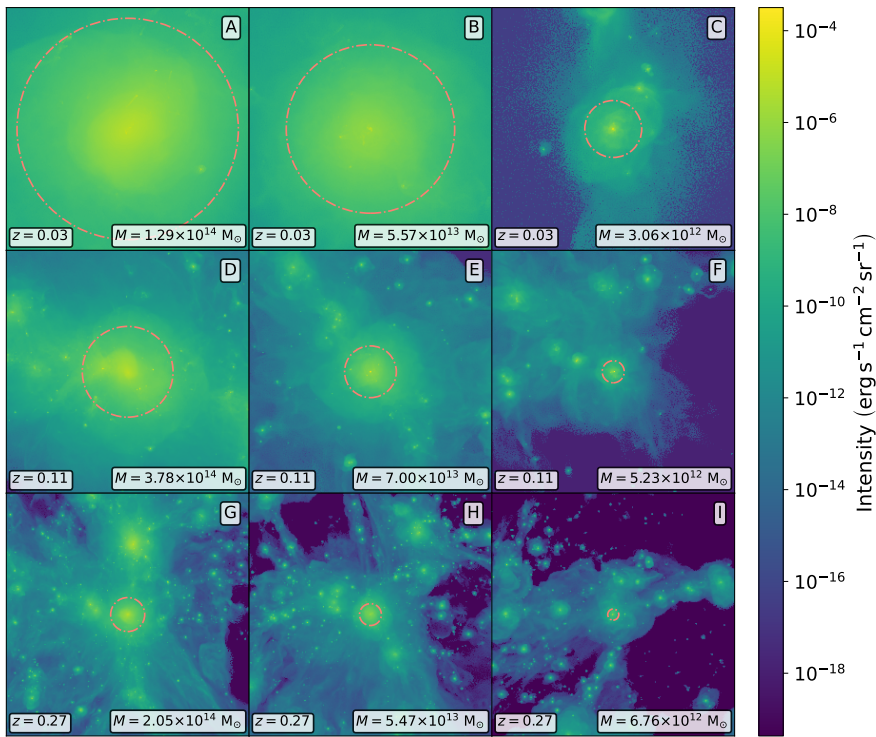 A
z = 0.03
M = 1.29×10¹⁴ M☉
B
z = 0.03
M = 5.57×10¹³ M☉
C
z = 0.03
M = 3.06×10¹² M☉
D
z = 0.11
M = 3.78×10¹⁴ M☉
E
z = 0.11
M = 7.00×10¹³ M☉
F
z = 0.11
M = 5.23×10¹² M☉
G
z = 0.27
M = 2.05×10¹⁴ M☉
H
z = 0.27
M = 5.47×10¹³ M☉
I
z = 0.27
M = 6.76×10¹² M☉
10⁻⁴
10⁻⁶
10⁻⁸
10⁻¹⁰
10⁻¹²
10⁻¹⁴
10⁻¹⁶
10⁻¹⁸
Intensity (erg s⁻¹ cm⁻² sr⁻¹)